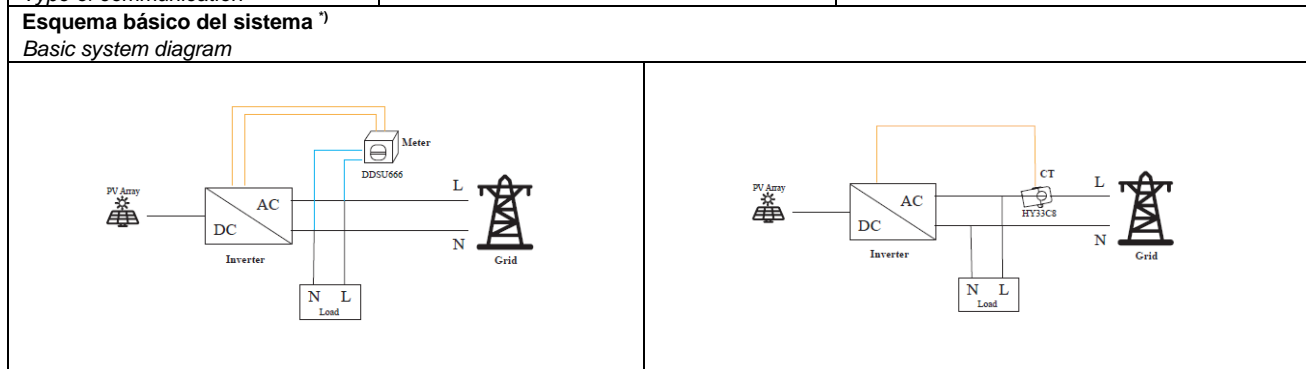 Type of communication
Esquema básico del sistema *)
Basic system diagram
Meter
DDSU666
PV Array
AC
DC
Inverter
L
N
Grid
N L
Load
CT
HY33C8
PV Array
AC
DC
Inverter
L
N
Grid
N L
Load